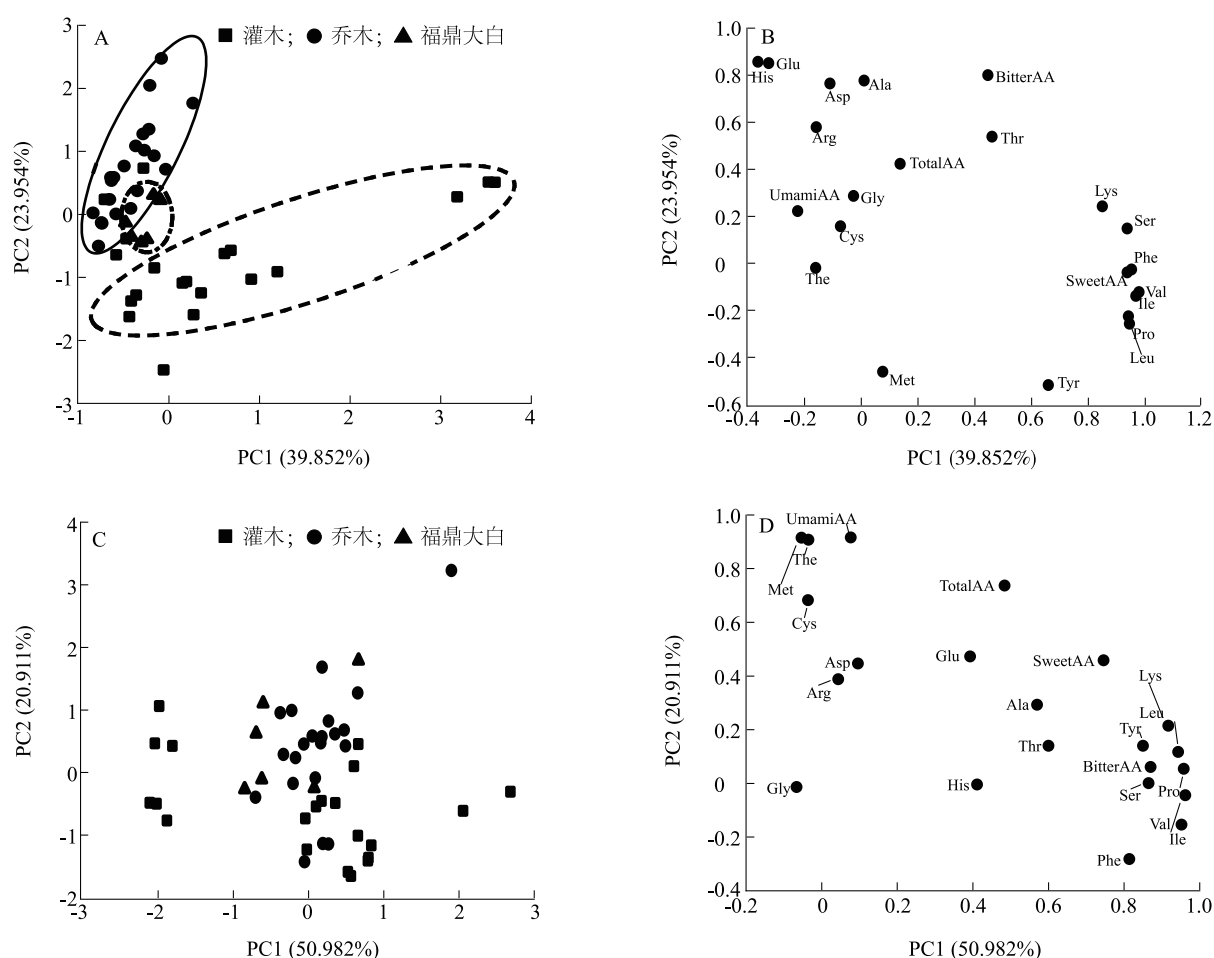 A
■ 灌木; ● 乔木; ▲ 福鼎大白
3
2
1
0
-1
-2
-3
PC2 (23.954%)
-1
0
1
2
3
4
PC1 (39.852%)
B
1.0
0.8
0.6
0.4
0.2
0
-0.2
-0.4
-0.6
PC2 (23.954%)
His
Glu
Asp
Ala
BitterAA
Arg
Thr
TotalAA
UmamiAA
Gly
Cys
The
Lys
Ser
Phe
SweetAA
Val
Ile
Pro
Leu
Met
Tyr
-0.4
-0.2
0
0.2
0.4
0.6
0.8
1.0
1.2
PC1 (39.852%)
C
■ 灌木; ● 乔木; ▲ 福鼎大白
4
3
2
1
0
-1
-2
PC2 (20.911%)
-3
-2
-1
0
1
2
3
PC1 (50.982%)
D
1.0
0.8
0.6
0.4
0.2
0
-0.2
-0.4
PC2 (20.911%)
UmamiAA
The
Met
Cys
TotalAA
Asp
Arg
Glu
SweetAA
Lys
Ala
Leu
Tyr
Thr
BitterAA
Gly
His
Ser
Pro
Val
Ile
Phe
-0.2
0
0.2
0.4
0.6
0.8
1.0
PC1 (50.982%)